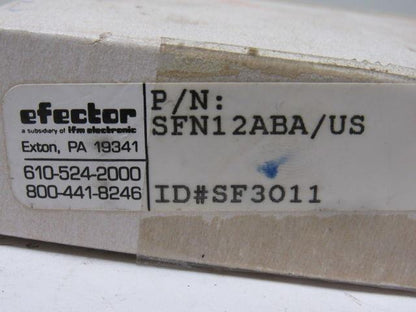 efector
a subsidiary of ifm electronic
Exton, PA 19341
610-524-2000
800-441-8246
P/N:
SFN12ABA/US
ID#SF3011